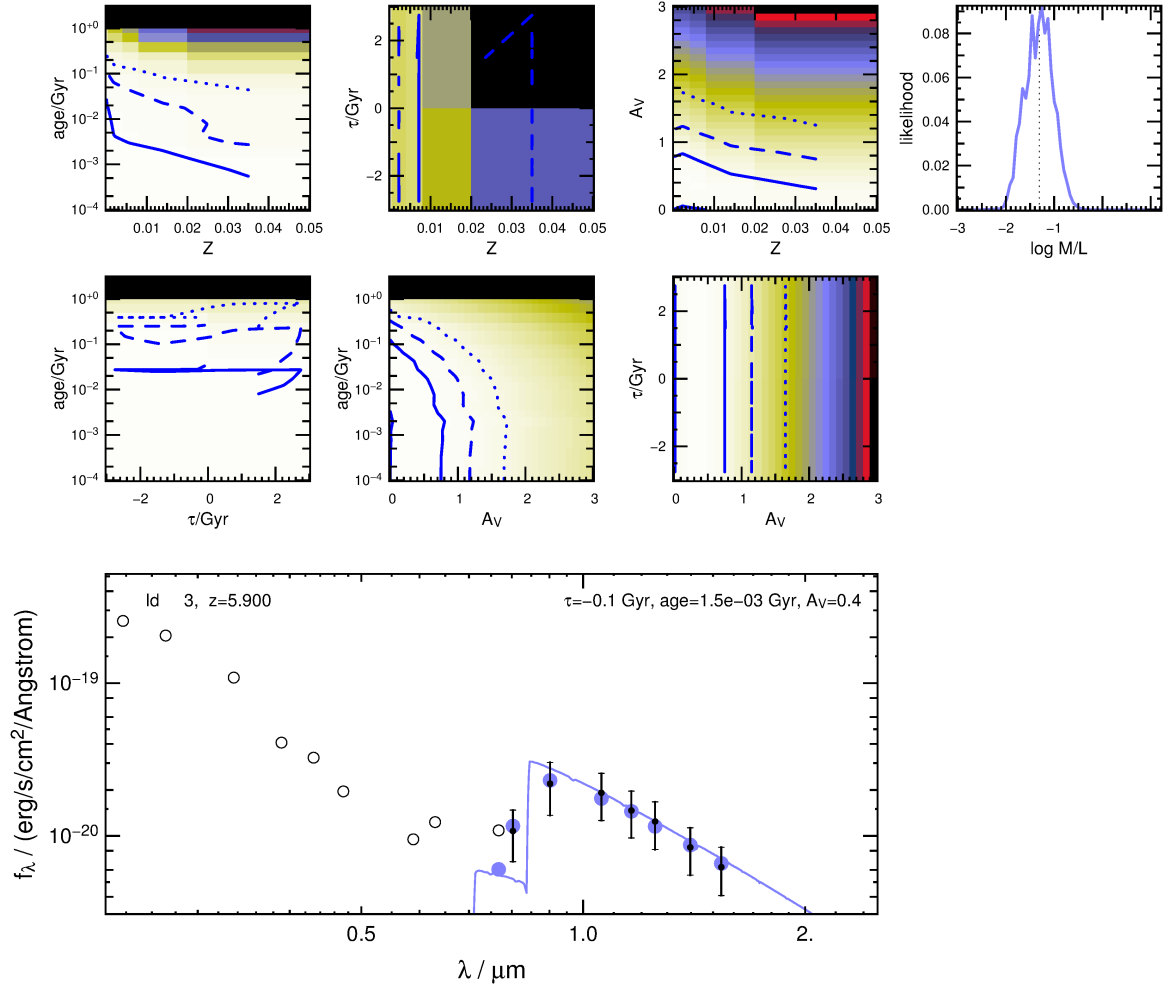 10⁺⁰
10⁻¹
10⁻²
10⁻³
10⁻⁴
age/Gyr
0.01 0.02 0.03 0.04 0.05
Z
2
0
−2
τ/Gyr
0.01 0.02 0.03 0.04 0.05
Z
3
2
1
0
A_V
0.01 0.02 0.03 0.04 0.05
Z
0.08
0.06
0.04
0.02
0.00
likelihood
−3 −2 −1
log M/L
10⁺⁰
10⁻¹
10⁻²
10⁻³
10⁻⁴
age/Gyr
−2 0 2
τ/Gyr
10⁺⁰
10⁻¹
10⁻²
10⁻³
10⁻⁴
age/Gyr
0 1 2 3
A_V
2
0
−2
τ/Gyr
0 1 2 3
A_V
Id 3, z=5.900
τ=−0.1 Gyr, age=1.5e−03 Gyr, A_V=0.4
10⁻¹⁹
10⁻²⁰
f_λ / (erg/s/cm²/Angstrom)
0.5 1.0 2.
λ / μm